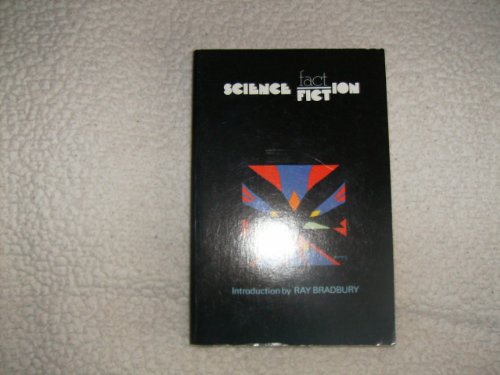 SCIENCE fact
FICTION
Introduction by RAY BRADBURY